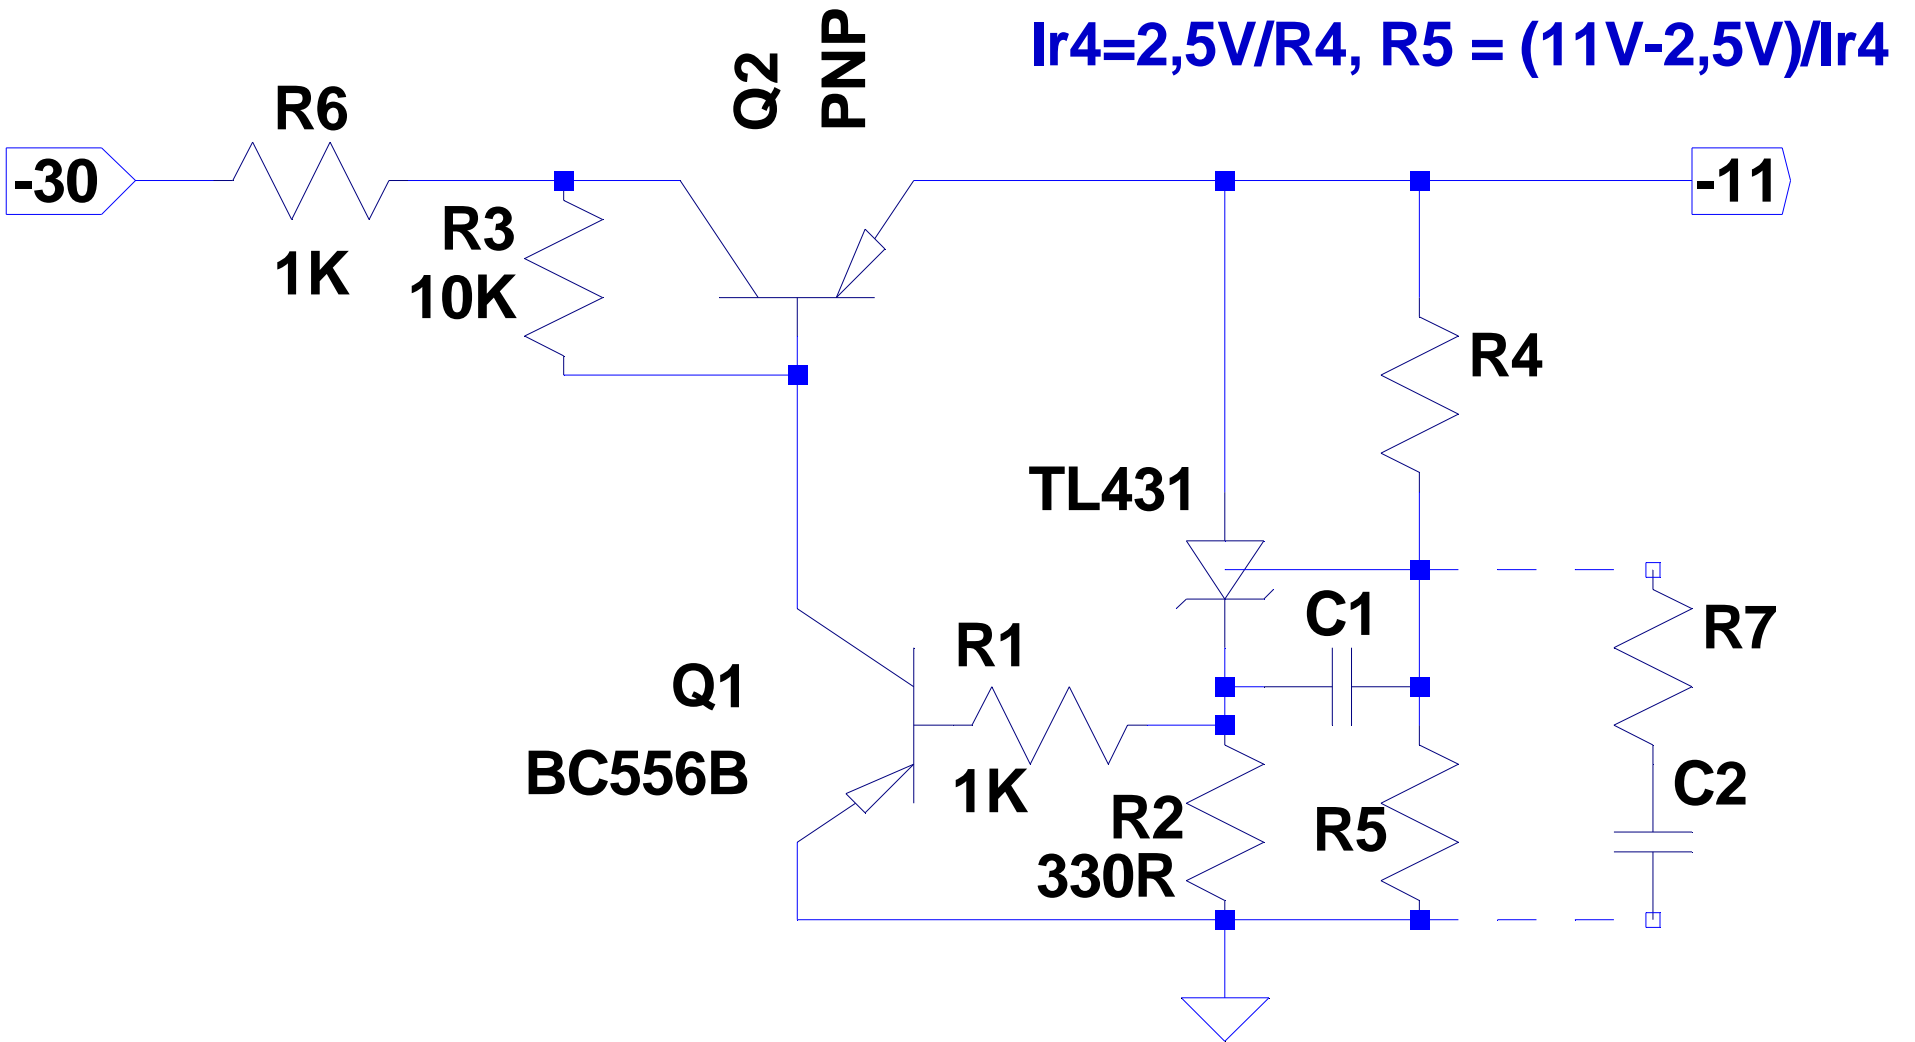 Ir4=2,5V/R4, R5 = (11V-2,5V)/Ir4
Q2
PNP
R6
1K
-30
-11
R3
10K
R4
TL431
C1
R7
R1
1K
Q1
BC556B
R2
330R
R5
C2